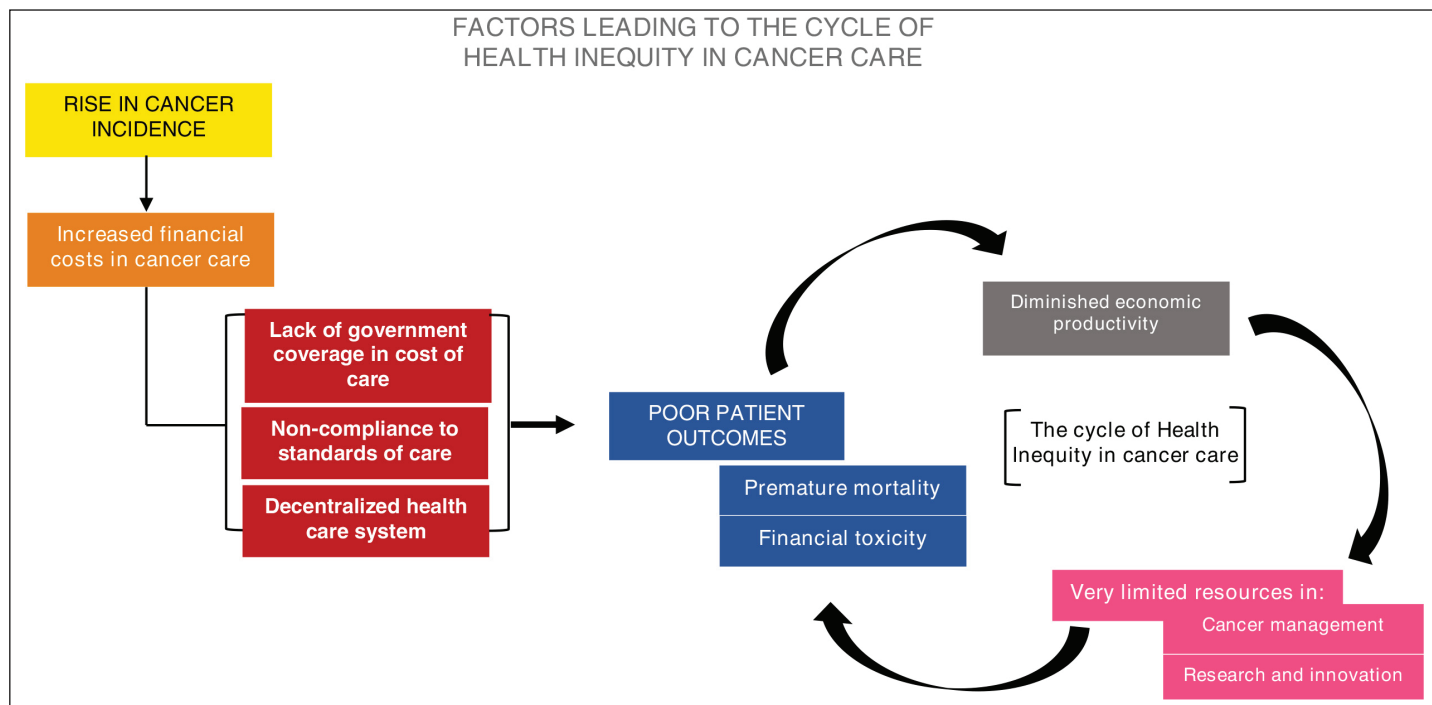 FACTORS LEADING TO THE CYCLE OF
HEALTH INEQUITY IN CANCER CARE
RISE IN CANCER
INCIDENCE
Increased financial
costs in cancer care
Lack of government
coverage in cost of
care
Non-compliance to
standards of care
Decentralized health
care system
POOR PATIENT
OUTCOMES
Premature mortality
Financial toxicity
Diminished economic
productivity
The cycle of Health
Inequity in cancer care
Very limited resources in:
Cancer management
Research and innovation